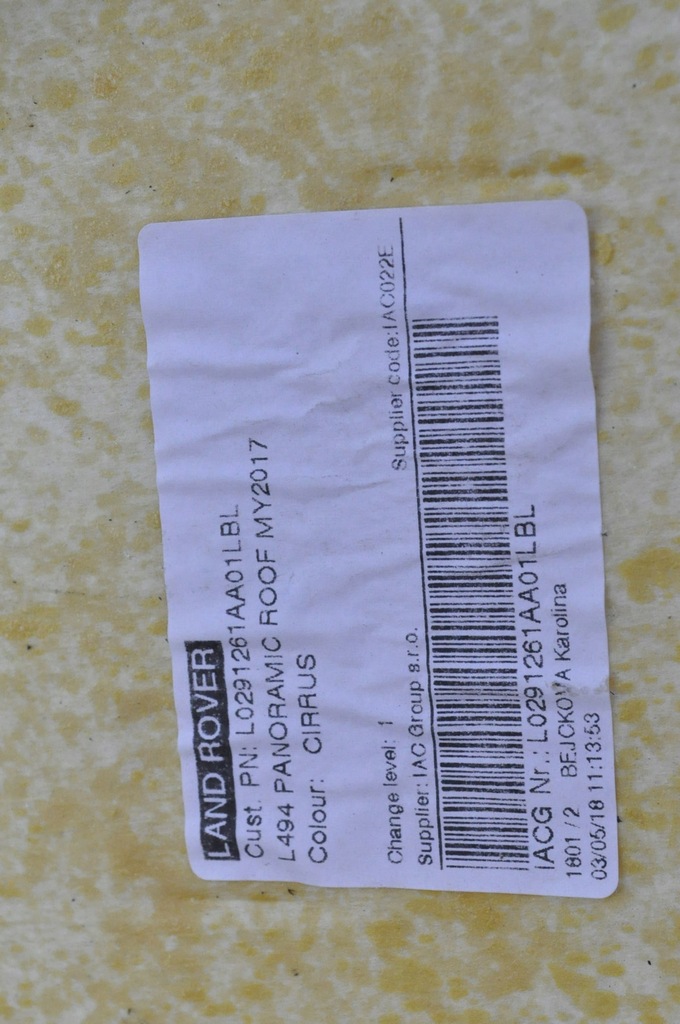 LAND ROVER
Cust. PN: L0291261AA01LBL
L494 PANORAMIC ROOF MY2017
Colour: CIRRUS
Change level: 1
Supplier: IAC Group s.r.o. Supplier code:IAC022E
IACG Nr.: L0291261AA01LBL
1801 / 2 BEJCKOVA Karolina
03/05/18 11:13:53